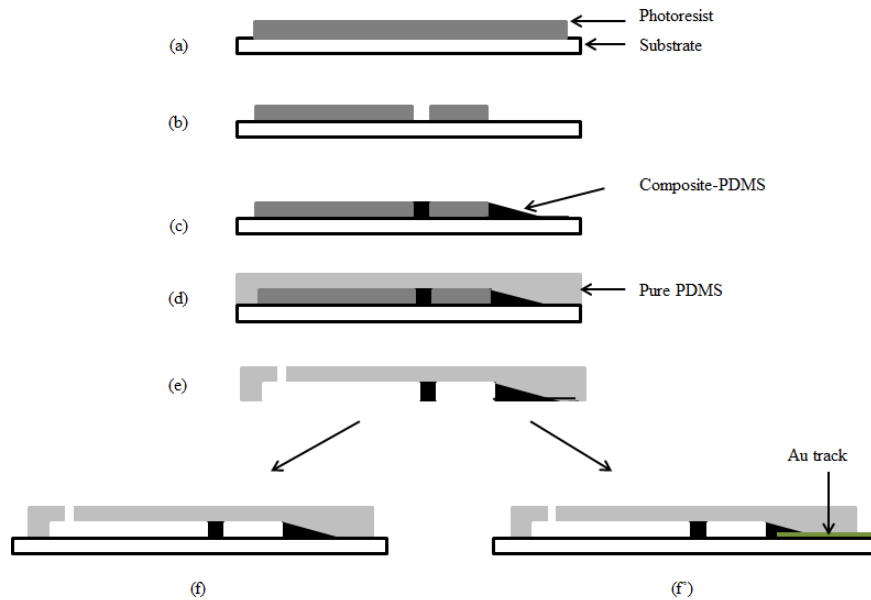 Photoresist
(a)
Substrate
(b)
Composite-PDMS
(c)
(d)
Pure PDMS
(e)
Au track
(f)
(f’)